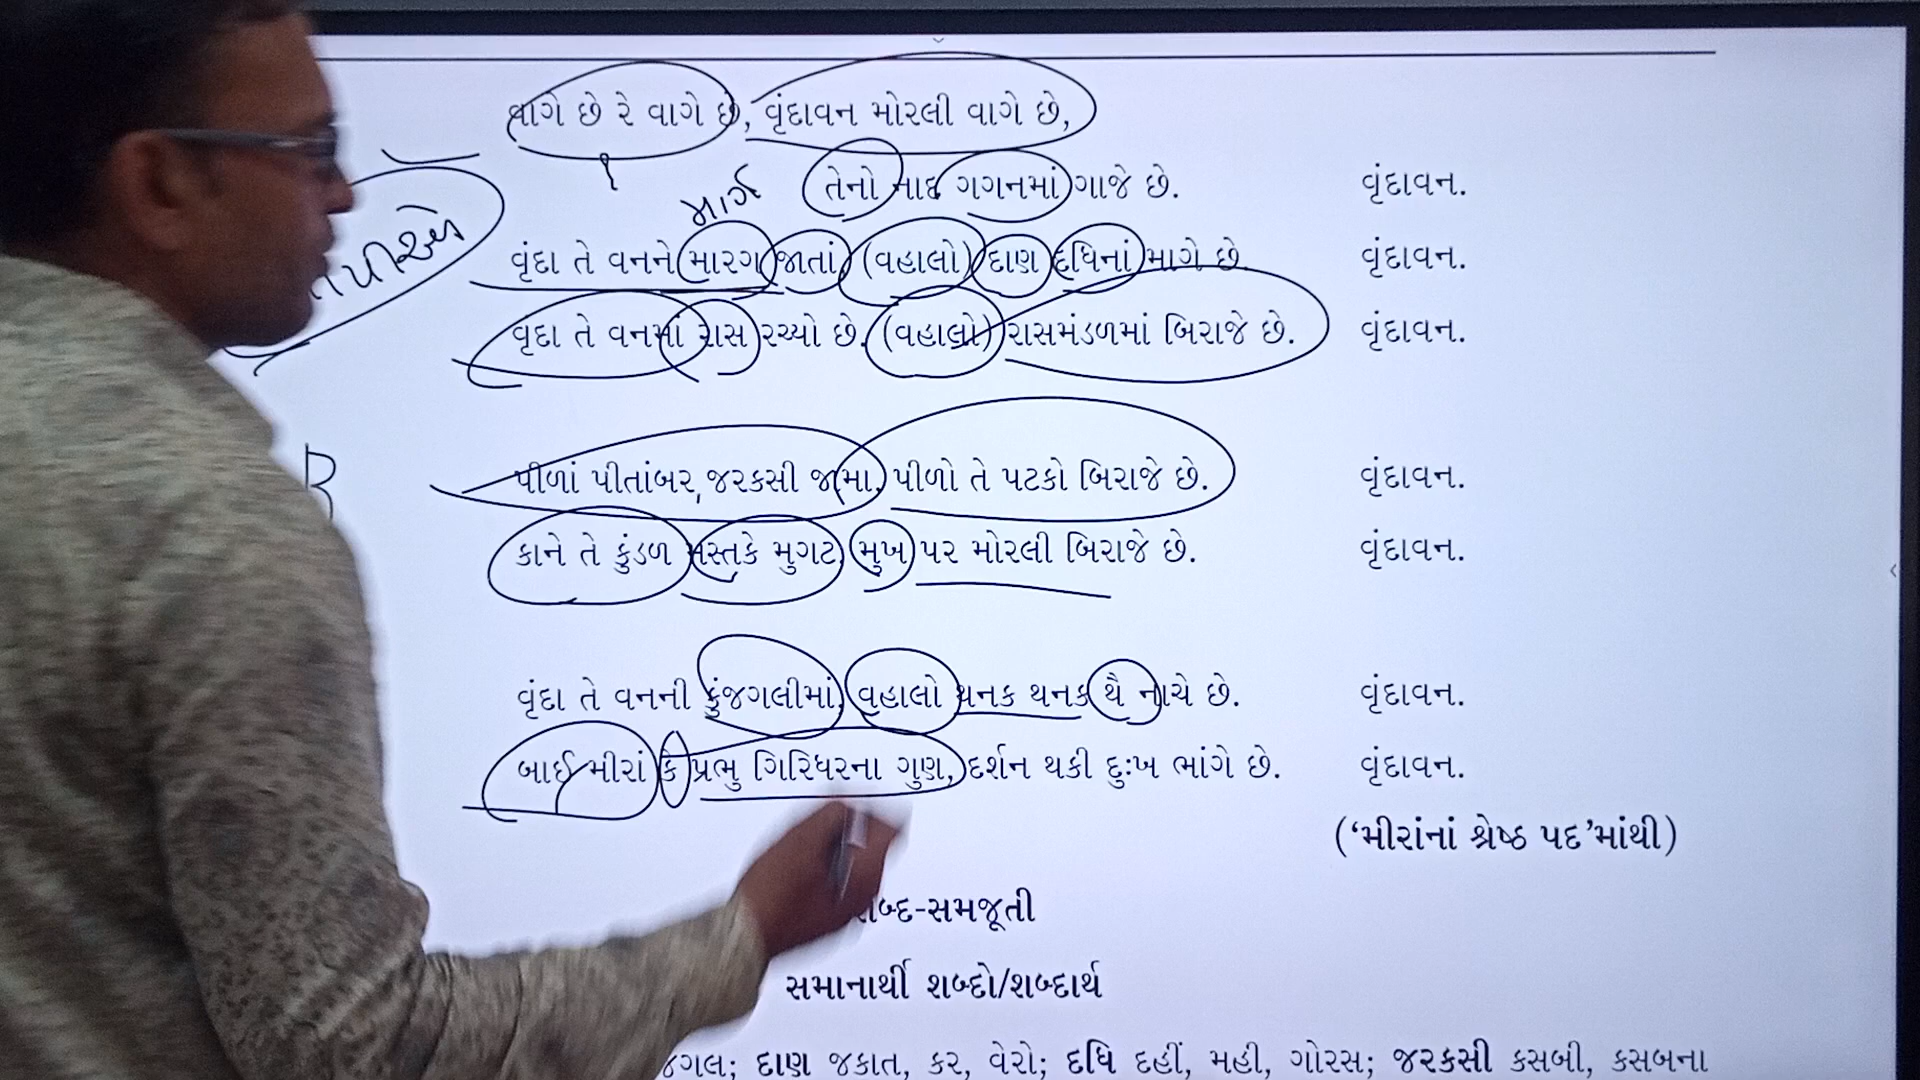 વાગે છે રે વાગે છે, વૃંદાવન મોરલી વાગે છે,
તેનો નાદ ગગનમાં ગાજે છે. વૃંદાવન.
માર્ગ
વૃંદા તે વનને મારગ જાતાં, (વહાલો) દાણ દધિનાં માગે છે. વૃંદાવન.
વૃંદા તે વનમાં રાસ રચ્યો છે, (વહાલો) રાસમંડળમાં બિરાજે છે. વૃંદાવન.
પીળાં પીતાંબર, જરકસી જામા, પીળો તે પટકો બિરાજે છે. વૃંદાવન.
કાને તે કુંડળ મસ્તકે મુગટ, મુખ પર મોરલી બિરાજે છે. વૃંદાવન.
વૃંદા તે વનની કુંજગલીમાં, વહાલો થનક થનક થૈ નાચે છે. વૃંદાવન.
બાઈ મીરાં કે પ્રભુ ગિરિધરના ગુણ, દર્શન થકી દુઃખ ભાંગે છે. વૃંદાવન.
(‘મીરાંનાં શ્રેષ્ઠ પદ’માંથી)
શબ્દ-સમજૂતી
સમાનાર્થી શબ્દો/શબ્દાર્થ
દાણ જકાત, કર, વેરો; દધિ દહીં, મહી, ગોરસ; જરકસી કસબી, કસબના